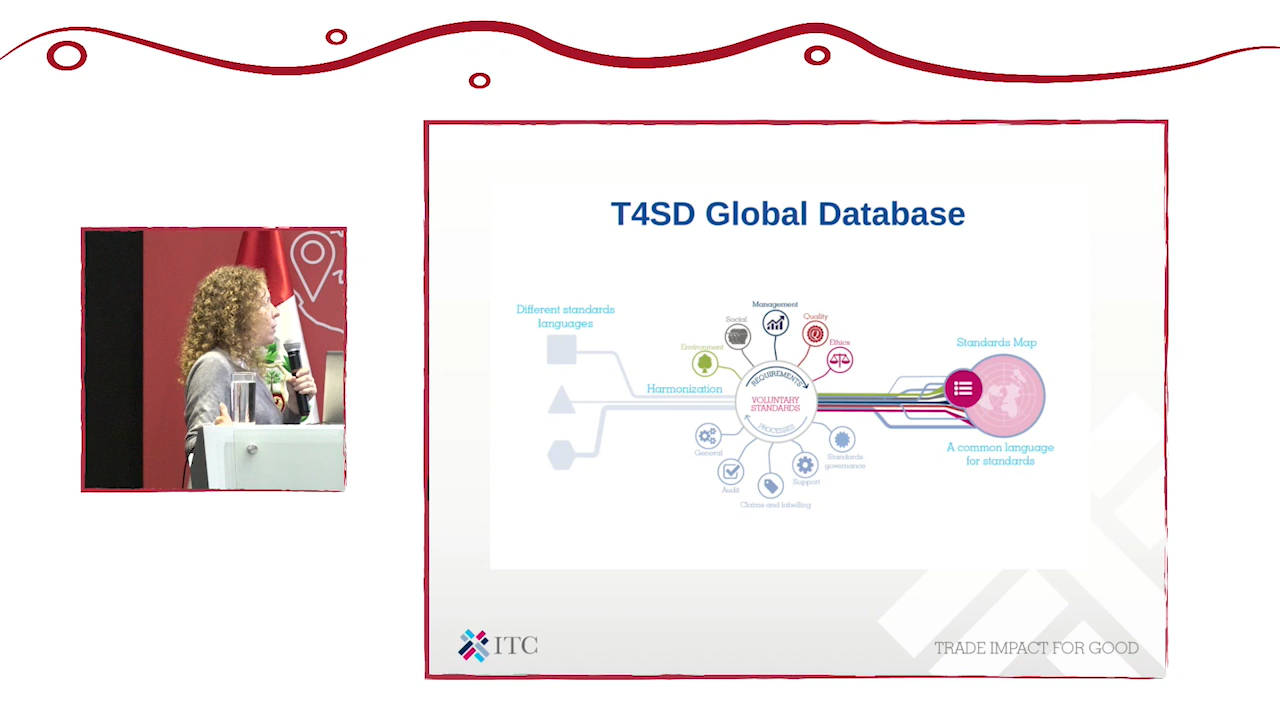 T4SD Global Database
Different standards
languages
Harmonization
Environment
Social
Management
Quality
Ethics
REQUIREMENTS
VOLUNTARY
STANDARDS
PROCESSES
General
Audit
Claims and labelling
Support
Standards
governance
Standards Map
A common language
for standards
ITC
TRADE IMPACT FOR GOOD